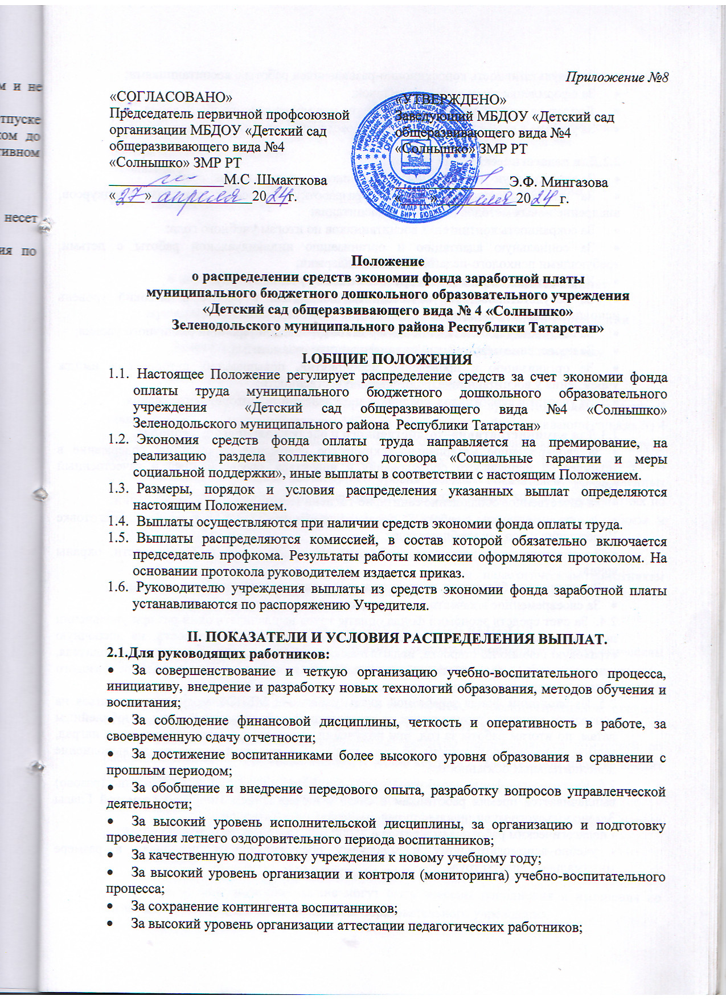 Приложение №8
«СОГЛАСОВАНО»
Председатель первичной профсоюзной
организации МБДОУ «Детский сад
общеразвивающего вида №4
«Солнышко» ЗМР РТ
М.С .Шмакткова
«27» апреля 2024г.
«УТВЕРЖДЕНО»
Заведующий МБДОУ «Детский сад
общеразвивающего вида №4
«Солнышко» ЗМР РТ
Э.Ф. Мингазова
« » апреля 2024г.
Положение
о распределении средств экономии фонда заработной платы
муниципального бюджетного дошкольного образовательного учреждения
«Детский сад общеразвивающего вида № 4 «Солнышко»
Зеленодольского муниципального района Республики Татарстан»
I.ОБЩИЕ ПОЛОЖЕНИЯ
1.1. Настоящее Положение регулирует распределение средств за счет экономии фонда
оплаты труда муниципального бюджетного дошкольного образовательного
учреждения «Детский сад общеразвивающего вида №4 «Солнышко»
Зеленодольского муниципального района Республики Татарстан»
1.2. Экономия средств фонда оплаты труда направляется на премирование, на
реализацию раздела коллективного договора «Социальные гарантии и меры
социальной поддержки», иные выплаты в соответствии с настоящим Положением.
1.3. Размеры, порядок и условия распределения указанных выплат определяются
настоящим Положением.
1.4. Выплаты осуществляются при наличии средств экономии фонда оплаты труда.
1.5. Выплаты распределяются комиссией, в состав которой обязательно включается
председатель профкома. Результаты работы комиссии оформляются протоколом. На
основании протокола руководителем издается приказ.
1.6. Руководителю учреждения выплаты из средств экономии фонда заработной платы
устанавливаются по распоряжению Учредителя.
II. ПОКАЗАТЕЛИ И УСЛОВИЯ РАСПРЕДЕЛЕНИЯ ВЫПЛАТ.
2.1.Для руководящих работников:
• За совершенствование и четкую организацию учебно-воспитательного процесса,
инициативу, внедрение и разработку новых технологий образования, методов обучения и
воспитания;
• За соблюдение финансовой дисциплины, четкость и оперативность в работе, за
своевременную сдачу отчетности;
• За достижение воспитанниками более высокого уровня образования в сравнении с
прошлым периодом;
• За обобщение и внедрение передового опыта, разработку вопросов управленческой
деятельности;
• За высокий уровень исполнительской дисциплины, за организацию и подготовку
проведения летнего оздоровительного периода воспитанников;
• За качественную подготовку учреждения к новому учебному году;
• За высокий уровень организации и контроля (мониторинга) учебно-воспитательного
процесса;
• За сохранение контингента воспитанников;
• За высокий уровень организации аттестации педагогических работников;